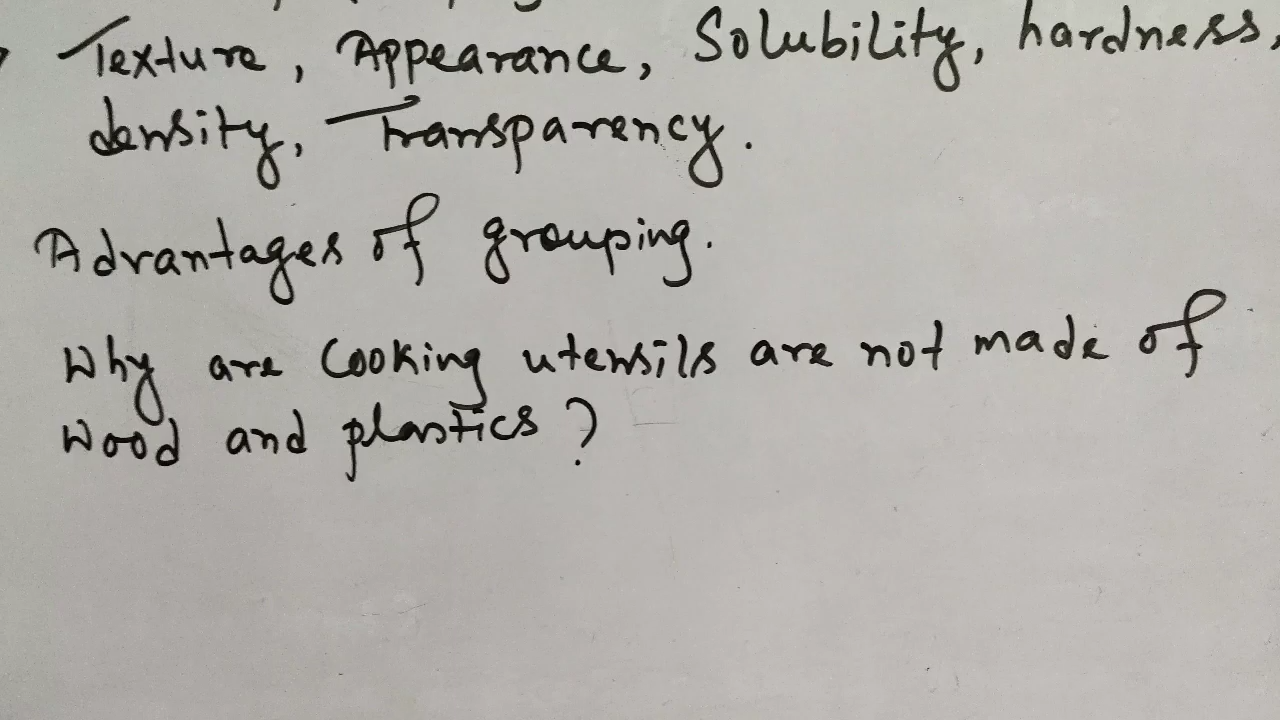 Texture, Appearance, Solubility, hardness,
density, Transparency.
Advantages of grouping.
Why are Cooking utensils are not made of
Wood and plastics?